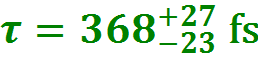 τ = 368⁺²⁷₋₂₃ fs